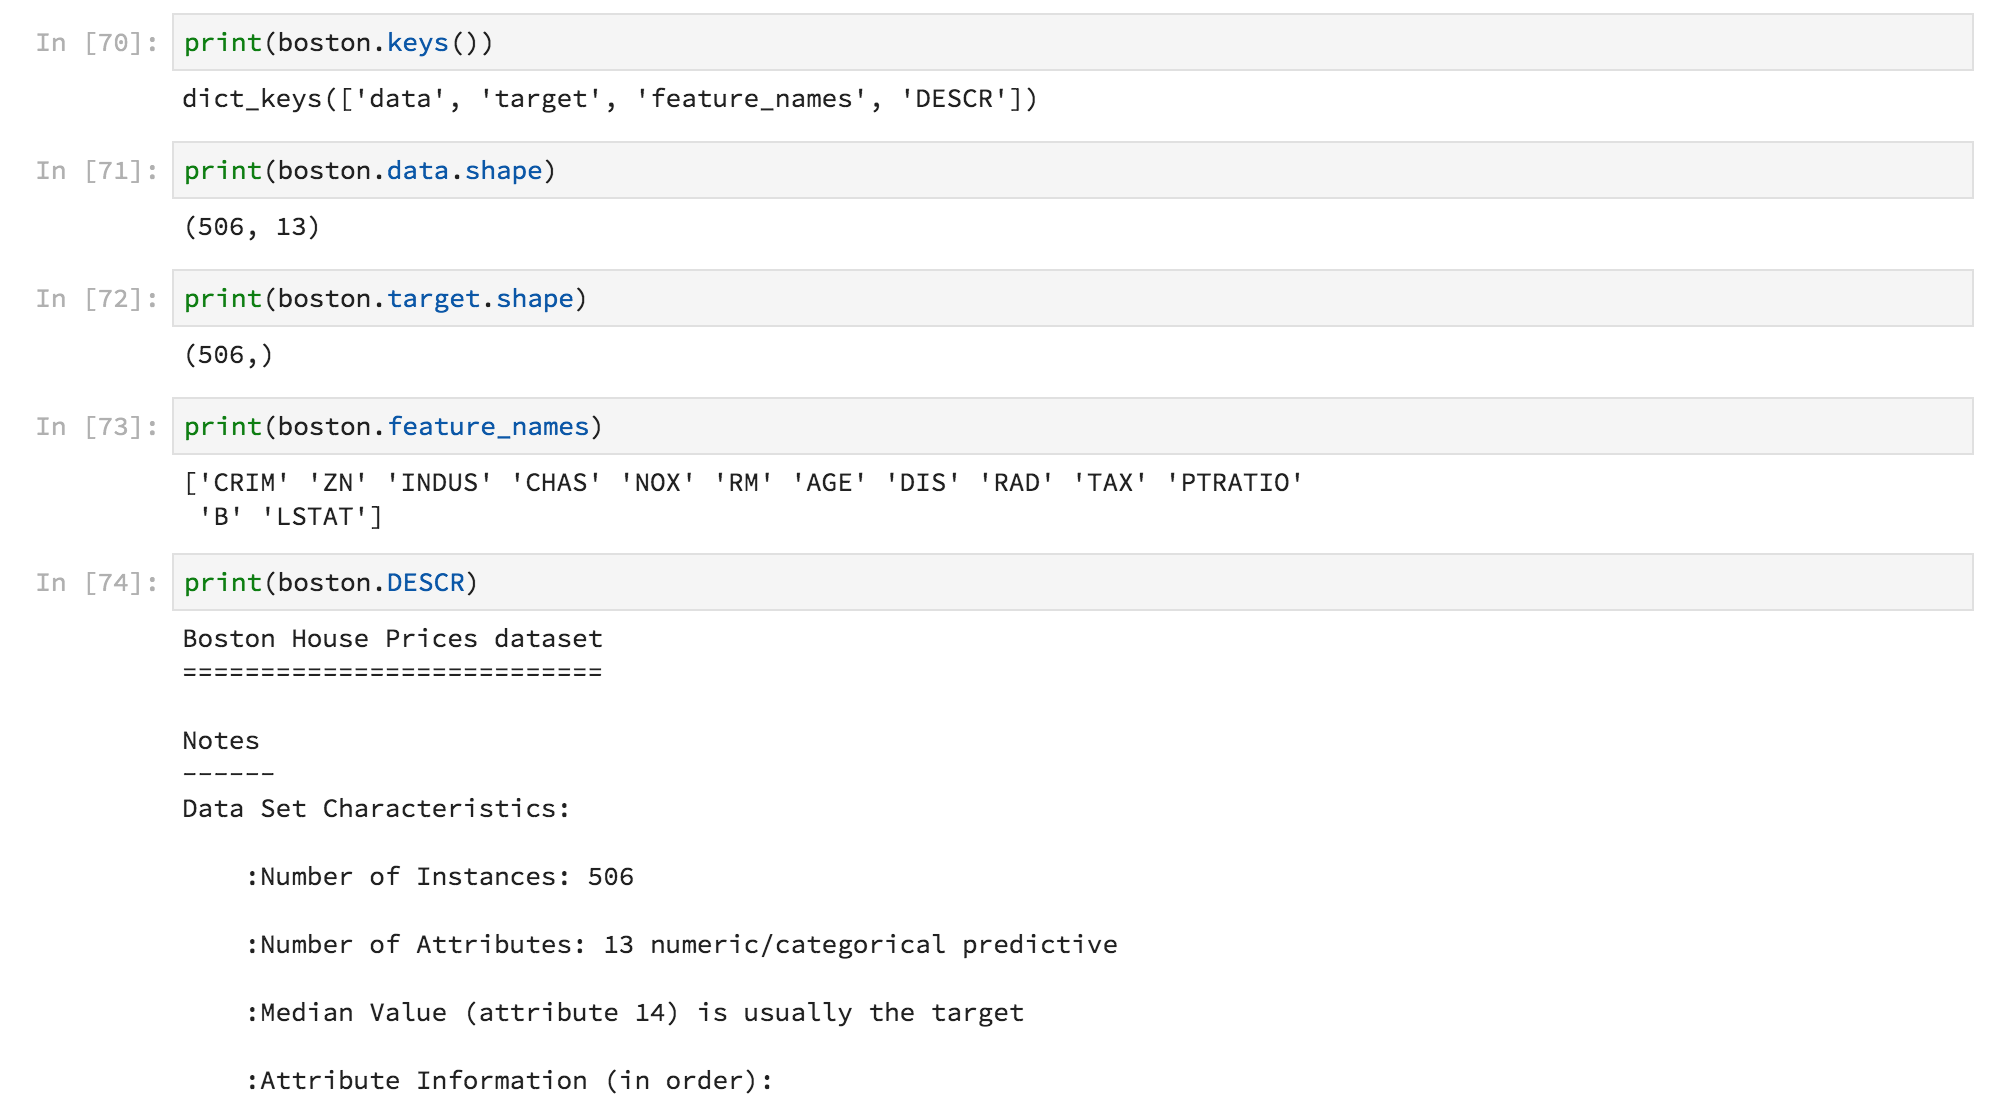 In [70]: print(boston.keys())
dict_keys(['data', 'target', 'feature_names', 'DESCR'])
In [71]: print(boston.data.shape)
(506, 13)
In [72]: print(boston.target.shape)
(506,)
In [73]: print(boston.feature_names)
['CRIM' 'ZN' 'INDUS' 'CHAS' 'NOX' 'RM' 'AGE' 'DIS' 'RAD' 'TAX' 'PTRATIO'
 'B' 'LSTAT']
In [74]: print(boston.DESCR)
Boston House Prices dataset
===========================
Notes
------
Data Set Characteristics:
    :Number of Instances: 506
    :Number of Attributes: 13 numeric/categorical predictive
    :Median Value (attribute 14) is usually the target
    :Attribute Information (in order):